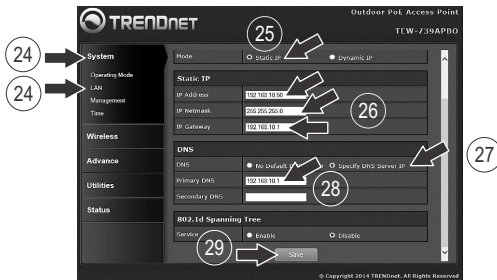 TRENDNET
Outdoor PoE Access Point
TEW-739APBO
24
System
24
Operating Mode
LAN
Management
Time
Wireless
Advance
Utilities
Status
25
Mode Static IP Dynamic IP
Static IP
IP Address 192.168.10.50
IP Netmask 255.255.255.0
26
IP Gateway 192.168.10.1
DNS
27
DNS No Default Specify DNS Server IP
Primary DNS 192.168.10.1
28
Secondary DNS
802.1d Spanning Tree
Service Enable Disable
29
Save
© Copyright 2014 TRENDnet. All Rights Reserved